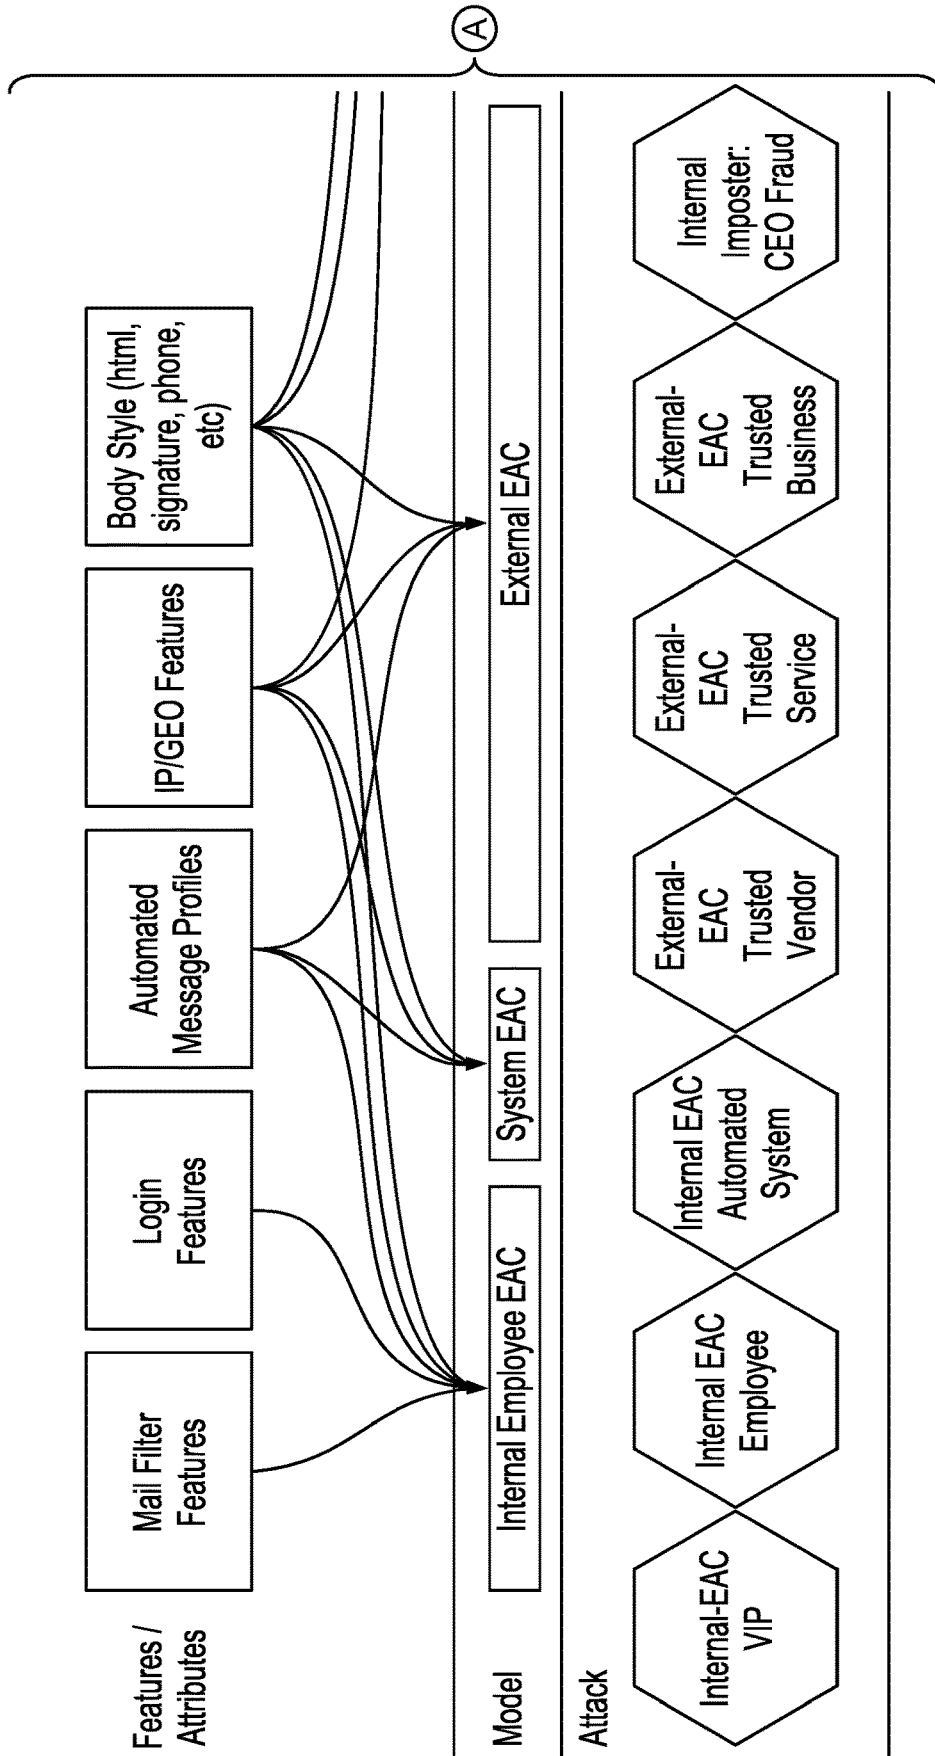 Features /
Attributes
Mail Filter
Features
Login
Features
Automated
Message Profiles
IP/GEO Features
Body Style (html,
signature, phone,
etc)
Model
Internal Employee EAC
System EAC
External EAC
Attack
Internal-EAC
VIP
Internal EAC
Employee
Internal EAC
Automated
System
External-
EAC
Trusted
Vendor
External-
EAC
Trusted
Service
External-
EAC
Trusted
Business
Internal
Imposter:
CEO Fraud
A